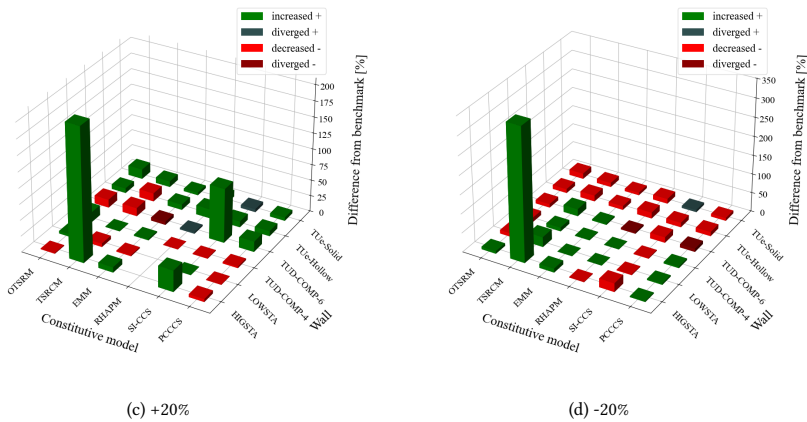 increased +
diverged +
decreased -
diverged -
200
175
150
125
100
75
50
25
0
Difference from benchmark [%]
OTSRM
TSRCM
EMM
RHAPM
SI-CCS
PCCCS
Constitutive model
HIGSTA
LOWSTA
TUD-COMP-4
TUD-COMP-6
TUe-Hollow
TUe-Solid
Wall
(c) +20%
increased +
diverged +
decreased -
diverged -
350
300
250
200
150
100
50
0
Difference from benchmark [%]
OTSRM
TSRCM
EMM
RHAPM
SI-CCS
PCCCS
Constitutive model
HIGSTA
LOWSTA
TUD-COMP-4
TUD-COMP-6
TUe-Hollow
TUe-Solid
Wall
(d) -20%